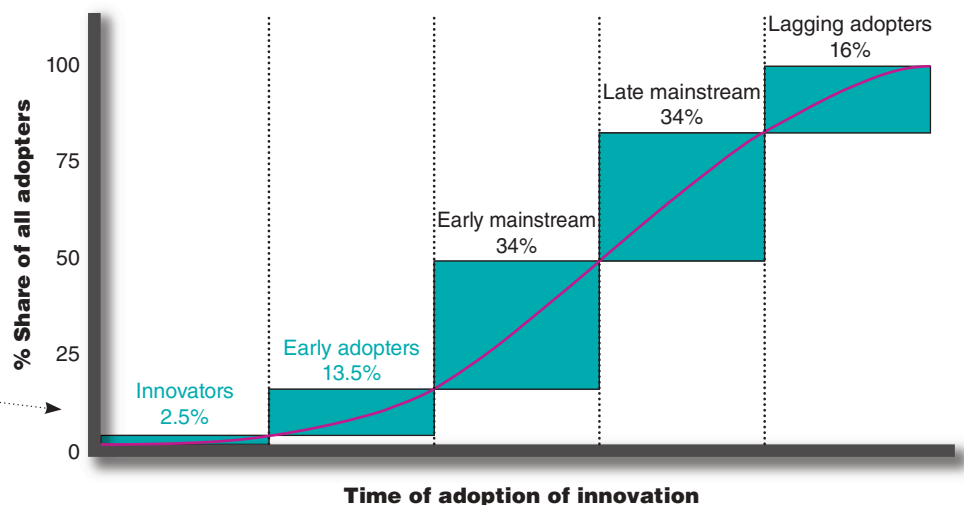 Lagging adopters
16%
100
Late mainstream
34%
75
Early mainstream
34%
50
Early adopters
13.5%
25
Innovators
2.5%
0
% Share of all adopters
Time of adoption of innovation